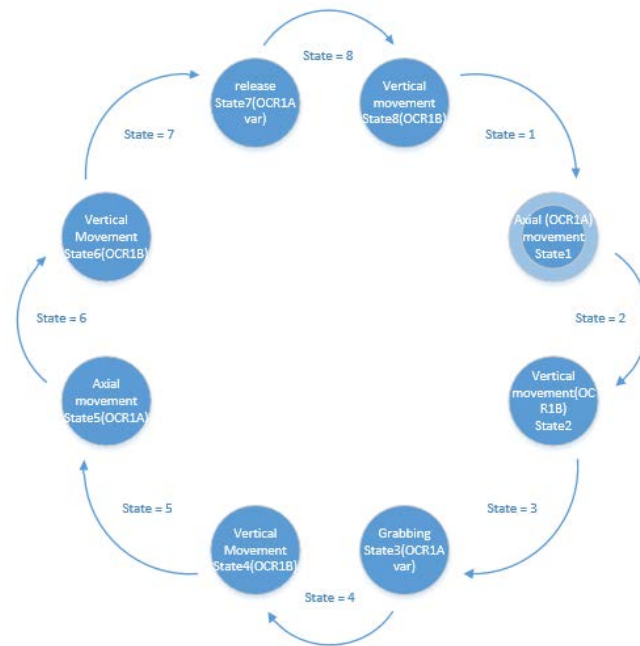 State = 8
release
State7(OCR1A
var)
Vertical
movement
State8(OCR1B)
State = 7
State = 1
Vertical
Movement
State6(OCR1B)
Axial (OCR1A)
movement
State1
State = 6
State = 2
Axial
movement
State5(OCR1A)
Vertical
movement(OC
R1B)
State2
State = 5
State = 3
Vertical
Movement
State4(OCR1B)
Grabbing
State3(OCR1A
var)
State = 4